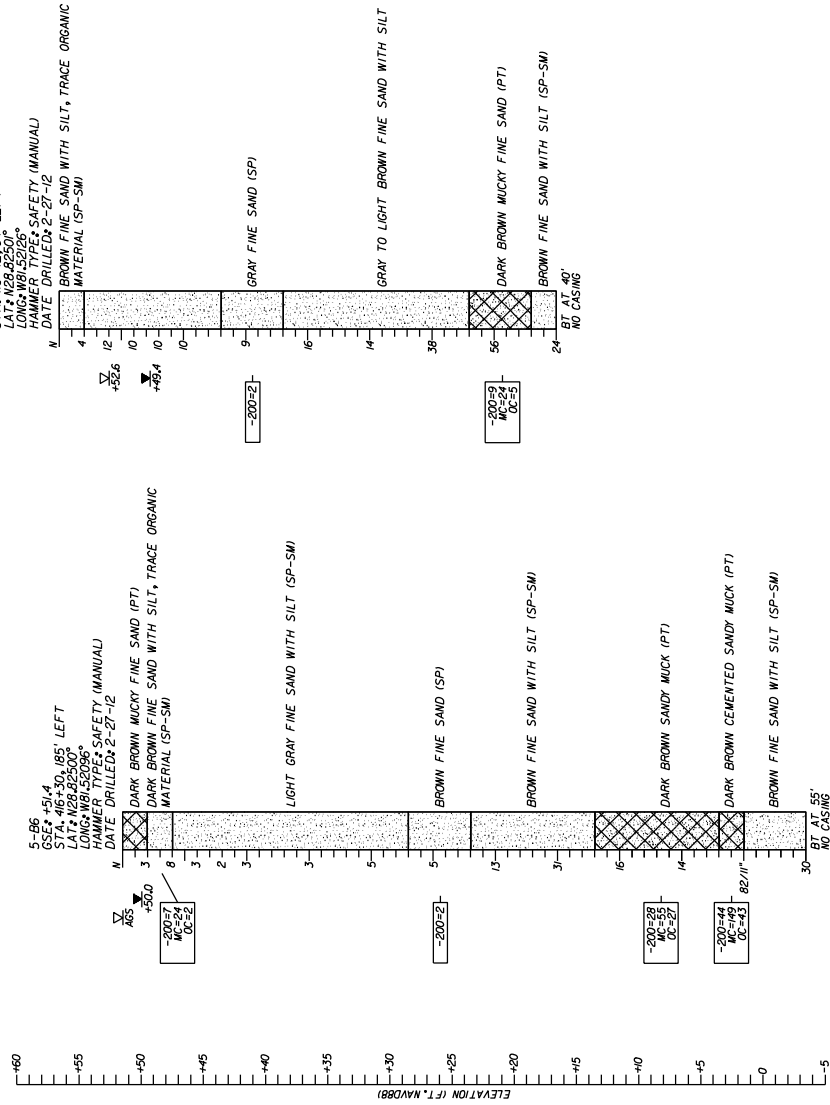 +60
+55
+50
+45
+40
+35
+30
+25
+20
+15
+10
+5
0
-5
ELEVATION (FT. NAVD88)
5-B6
GSE: +51.4
STA. 416+30, 185' LEFT
LAT: N28.82500°
LONG: W81.52096°
HAMMER TYPE: SAFETY (MANUAL)
DATE DRILLED: 2-27-12
N
AGS
+50.0
3
8
3
2
3
3
5
5
13
31
16
14
82/11"
30
DARK BROWN MUCKY FINE SAND (PT)
DARK BROWN FINE SAND WITH SILT, TRACE ORGANIC
MATERIAL (SP-SM)
LIGHT GRAY FINE SAND WITH SILT (SP-SM)
BROWN FINE SAND (SP)
BROWN FINE SAND WITH SILT (SP-SM)
DARK BROWN SANDY MUCK (PT)
DARK BROWN CEMENTED SANDY MUCK (PT)
BROWN FINE SAND WITH SILT (SP-SM)
-200=7
MC=24
OC=2
-200=2
-200=28
MC=55
OC=27
-200=44
MC=149
OC=43
BT AT 55'
NO CASING
LAT: N28.82501°
LONG: W81.52126°
HAMMER TYPE: SAFETY (MANUAL)
DATE DRILLED: 2-27-12
N
+52.6
+49.4
4
12
10
10
10
9
16
14
38
56
24
BROWN FINE SAND WITH SILT, TRACE ORGANIC
MATERIAL (SP-SM)
GRAY FINE SAND (SP)
GRAY TO LIGHT BROWN FINE SAND WITH SILT
DARK BROWN MUCKY FINE SAND (PT)
BROWN FINE SAND WITH SILT (SP-SM)
-200=2
-200=9
MC=24
OC=5
BT AT 40'
NO CASING